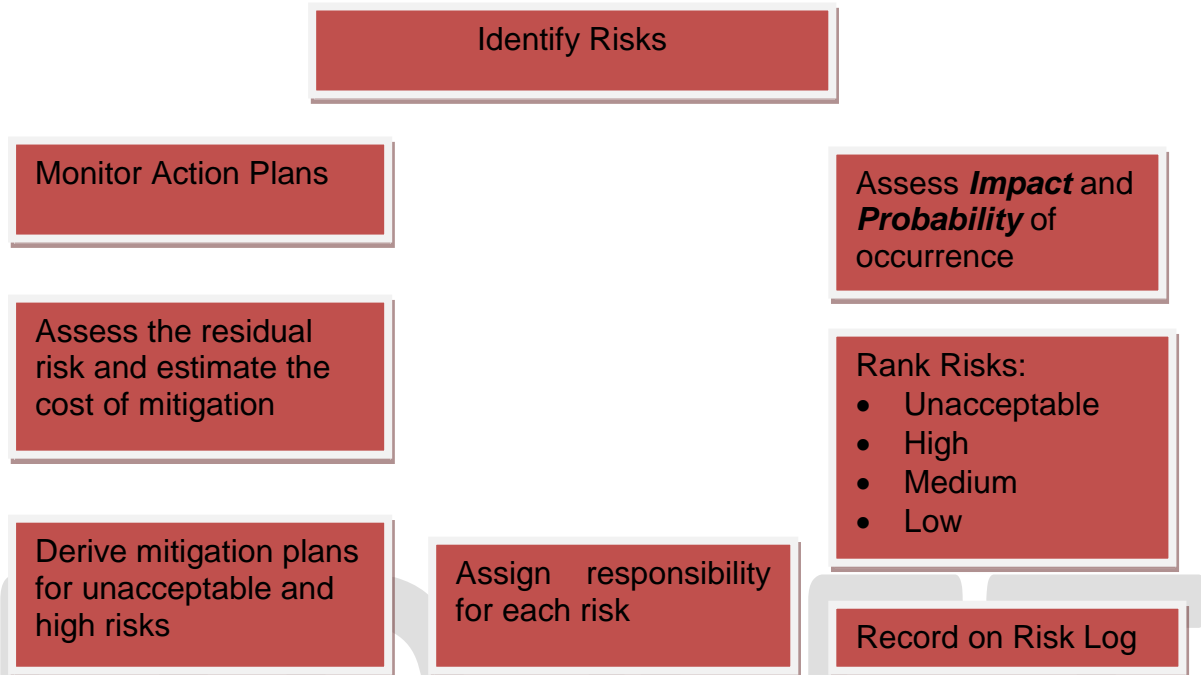 Identify Risks
Monitor Action Plans
Assess Impact and
Probability of
occurrence
Assess the residual
risk and estimate the
cost of mitigation
Rank Risks:
• Unacceptable
• High
• Medium
• Low
Derive mitigation plans
for unacceptable and
high risks
Assign responsibility
for each risk
Record on Risk Log